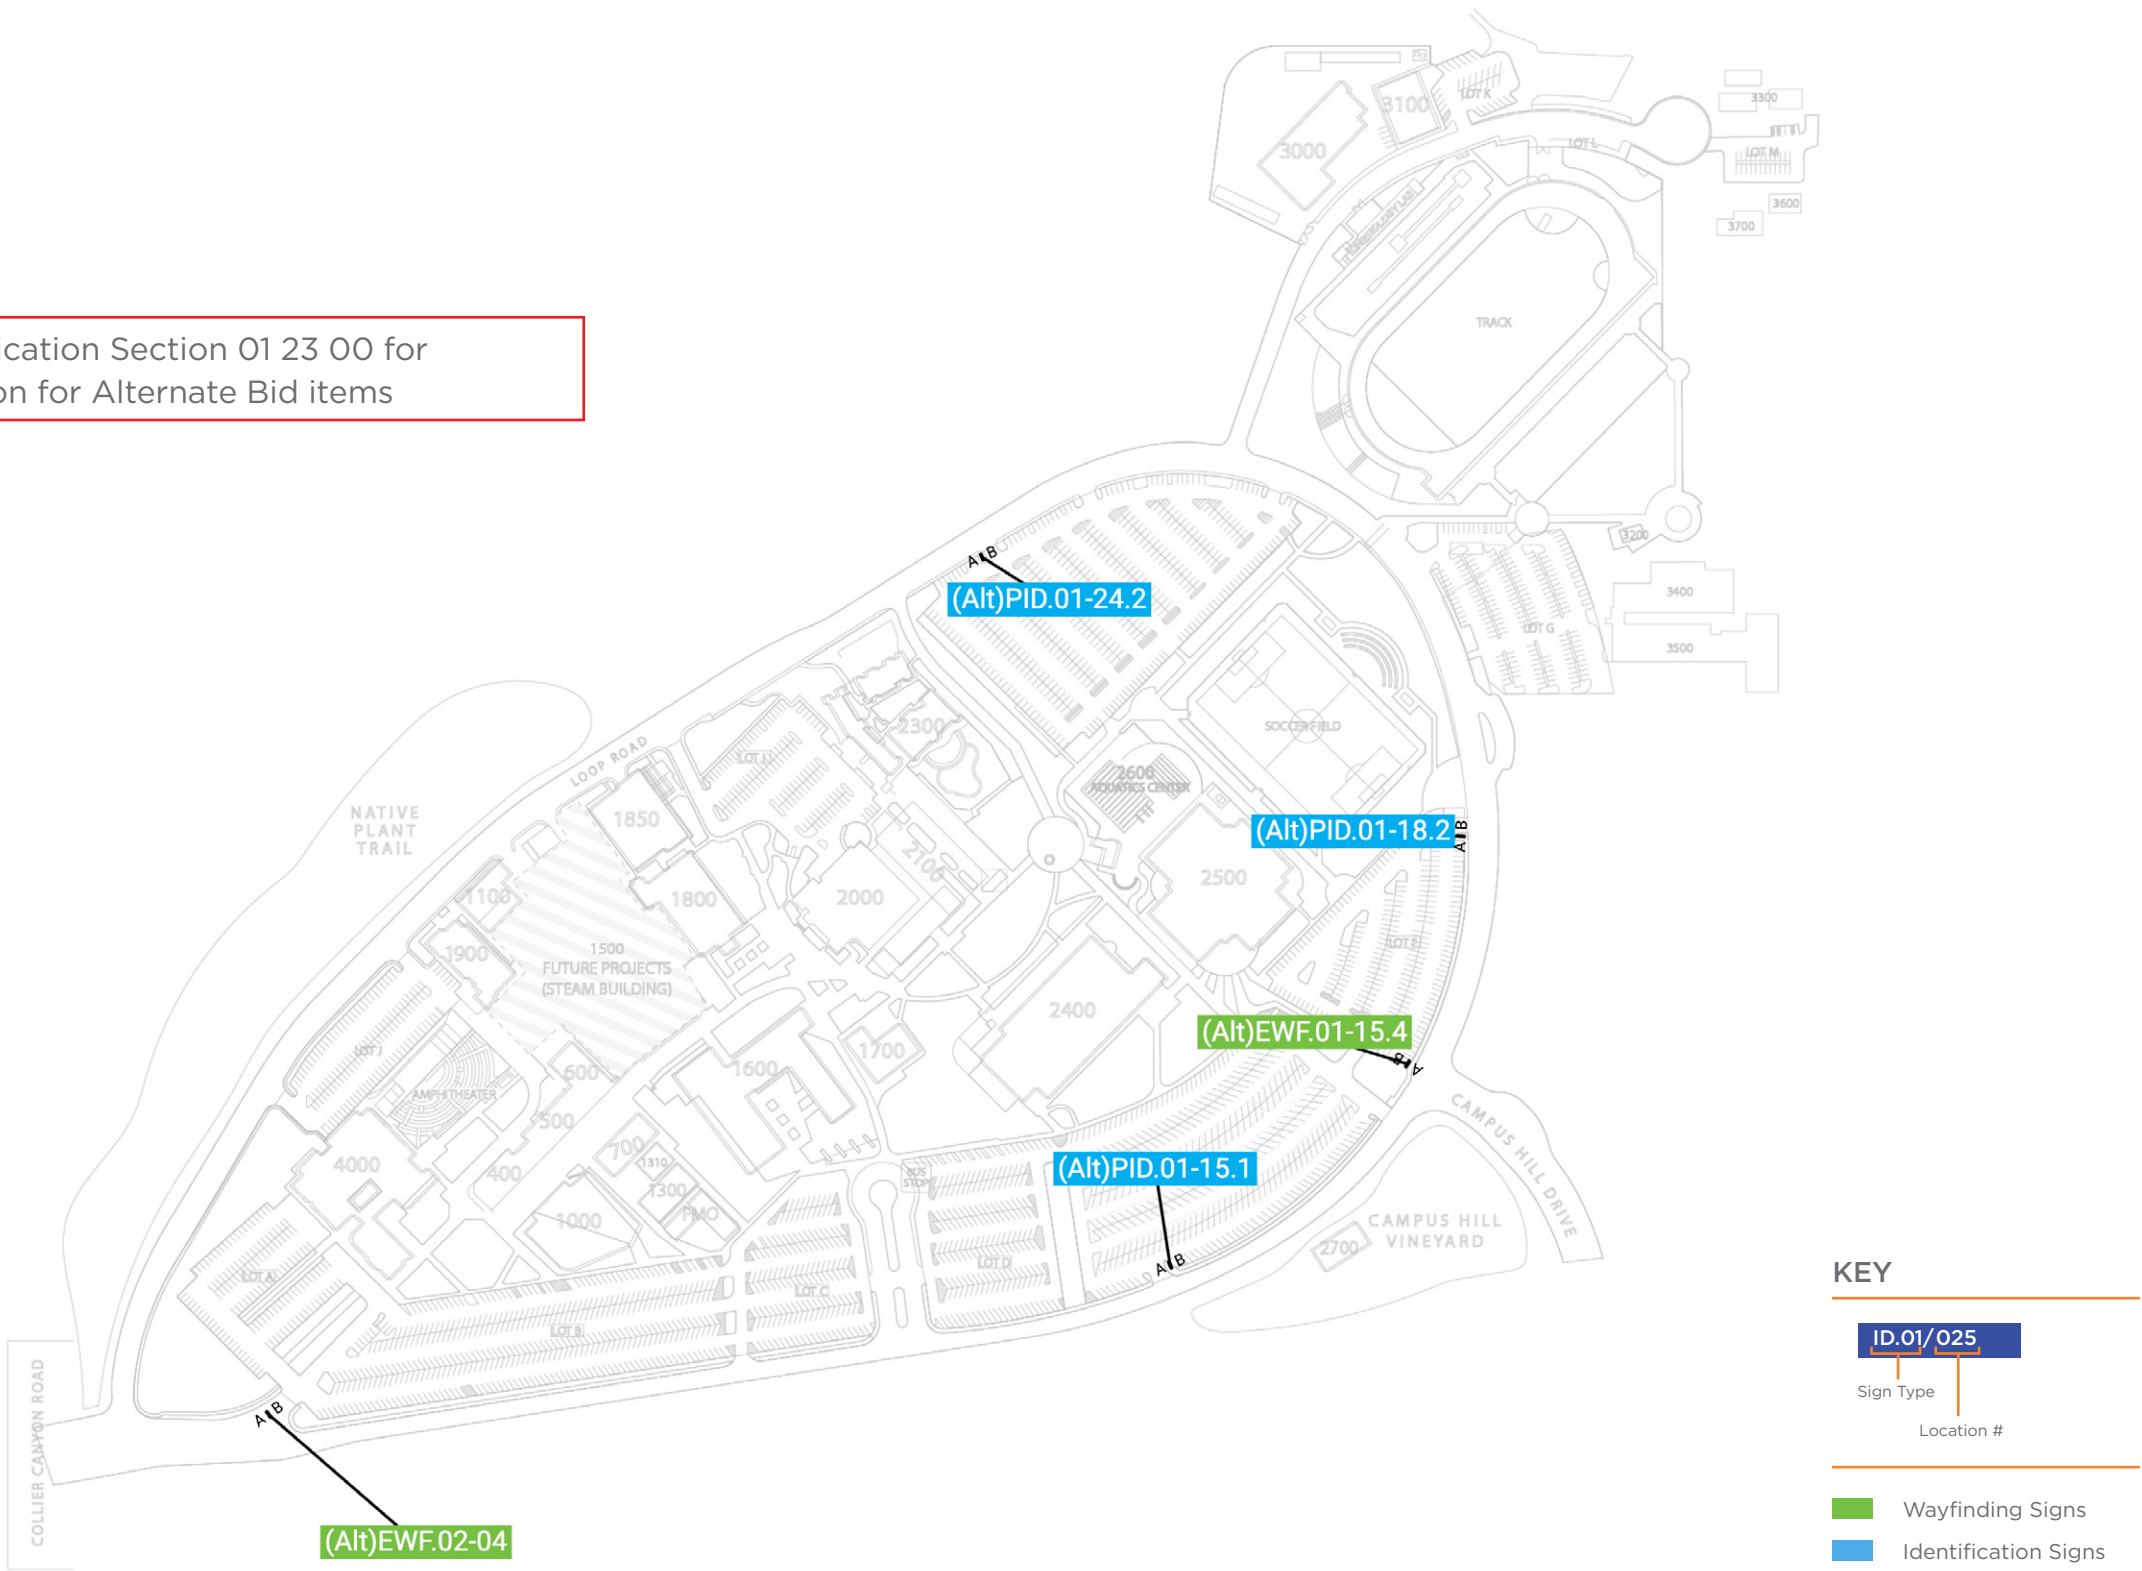 ication Section 01 23 00 for
on for Alternate Bid items
3300
LOT K
3100
LOT L
LOT M
3000
3600
3700
KINESIOLOGY LAB
TRACK
3200
A B
(Alt)PID.01-24.2
3400
LOT G
3500
2300
SOCCER FIELD
LOOP ROAD
LOT I
2600
AQUATICS CENTER
NATIVE
PLANT
TRAIL
1850
(Alt)PID.01-18.2
A B
2100
2500
1100
1800
2000
1900
1500
FUTURE PROJECTS
(STEAM BUILDING)
LOT F
2400
(Alt)EWF.01-15.4
A B
LOT J
1700
600
1600
AMPHITHEATER
500
CAMPUS HILL DRIVE
700
1310
4000
400
BUS
STOP
(Alt)PID.01-15.1
1300
PMO
1000
CAMPUS HILL
VINEYARD
2700
A B
LOT A
LOT D
LOT C
LOT B
KEY
ID.01/025
Sign Type
Location #
COLLIER CANYON ROAD
A B
(Alt)EWF.02-04
Wayfinding Signs
Identification Signs